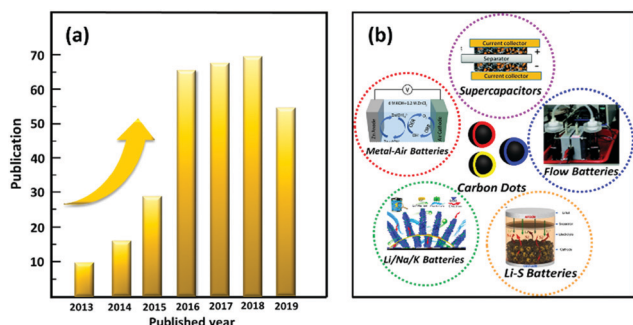 (a)
Publication
70
60
50
40
30
20
10
2013 2014 2015 2016 2017 2018 2019
Published year
(b)
Current collector
+
Separator
-
Current collector
Supercapacitors
V
Metal-Air Batteries
Flow Batteries
Carbon Dots
Li/Na/K Batteries
Li-S Batteries